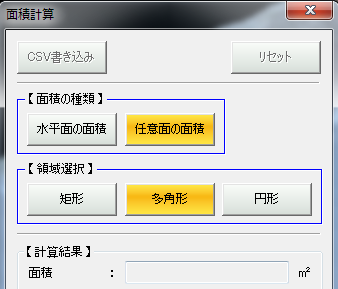 面積計算
CSV書き込み リセット
【 面積の種類 】
水平面の面積 任意面の面積
【 領域選択 】
矩形 多角形 円形
【 計算結果 】
面積 : ㎡